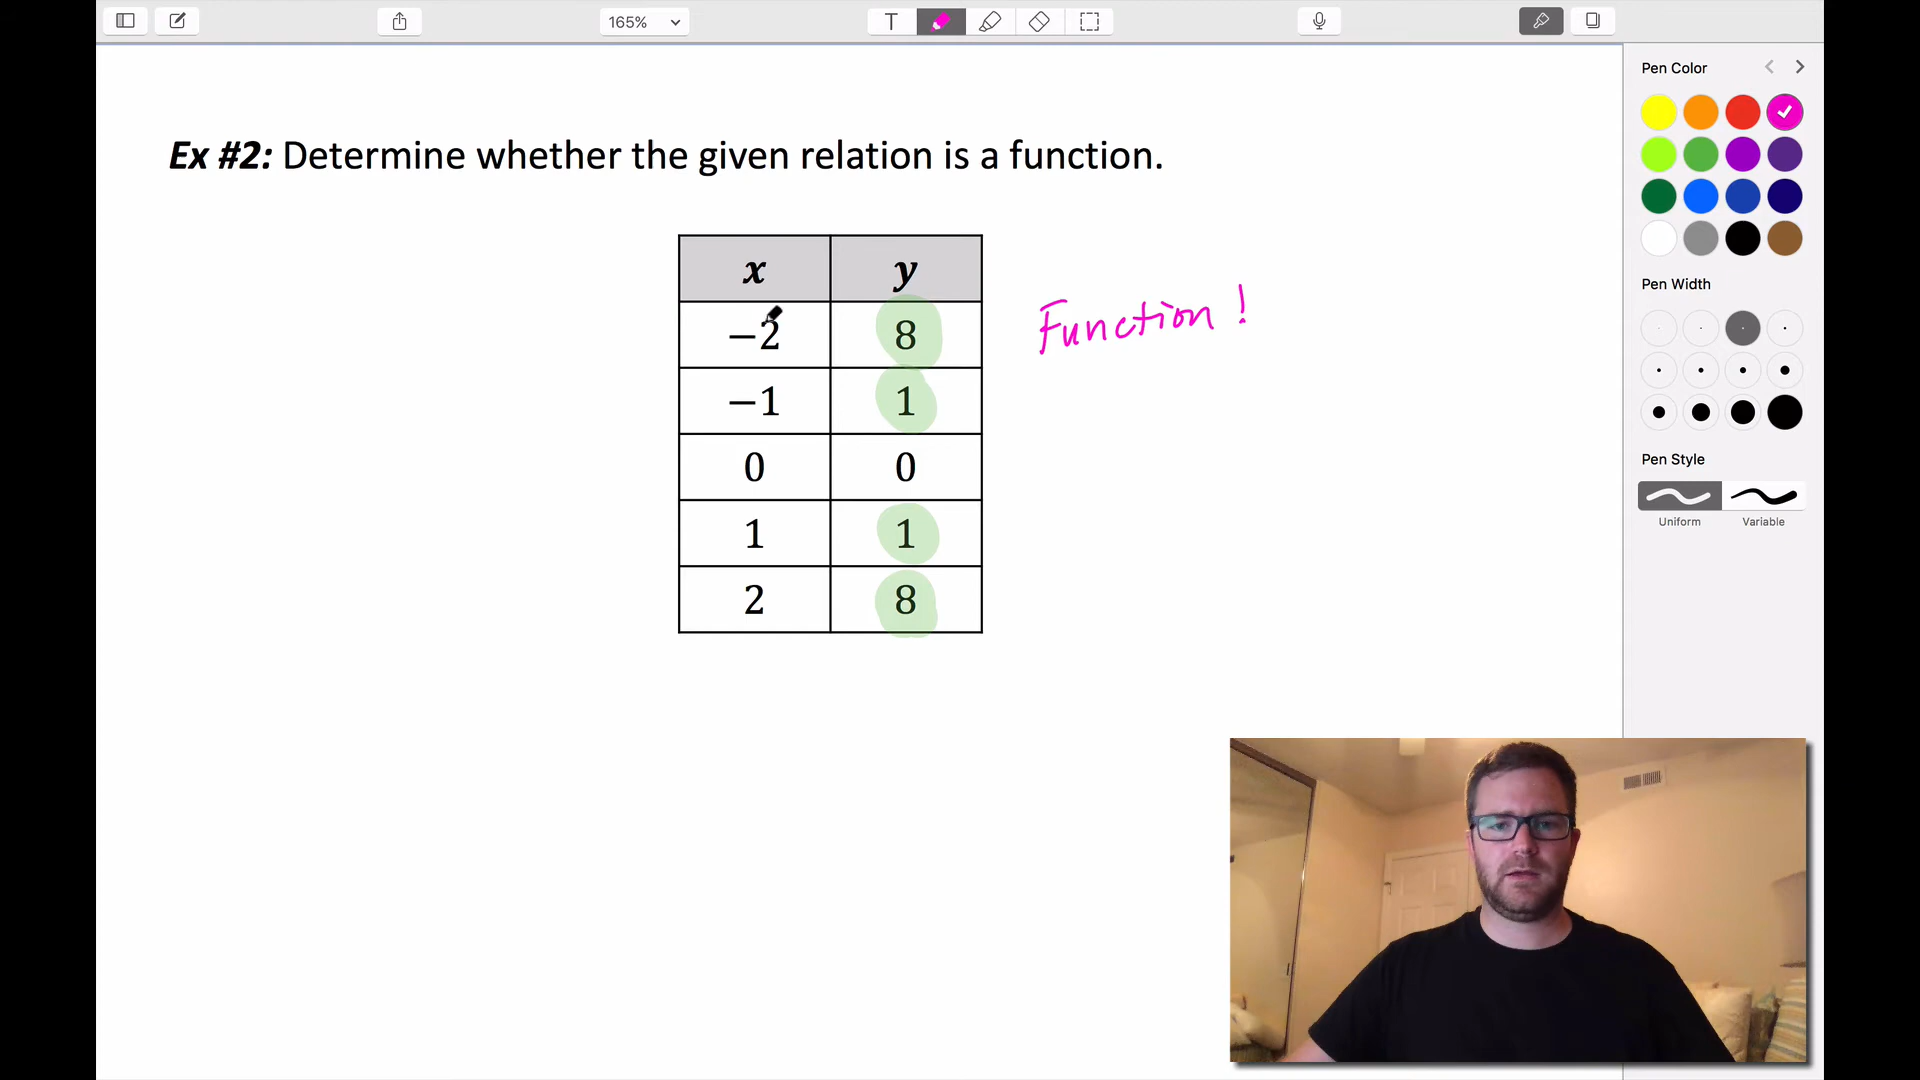 165%
T
Pen Color
Ex #2: Determine whether the given relation is a function.
x y
−2 8
−1 1
0 0
1 1
2 8
Function!
Pen Width
Pen Style
Uniform Variable